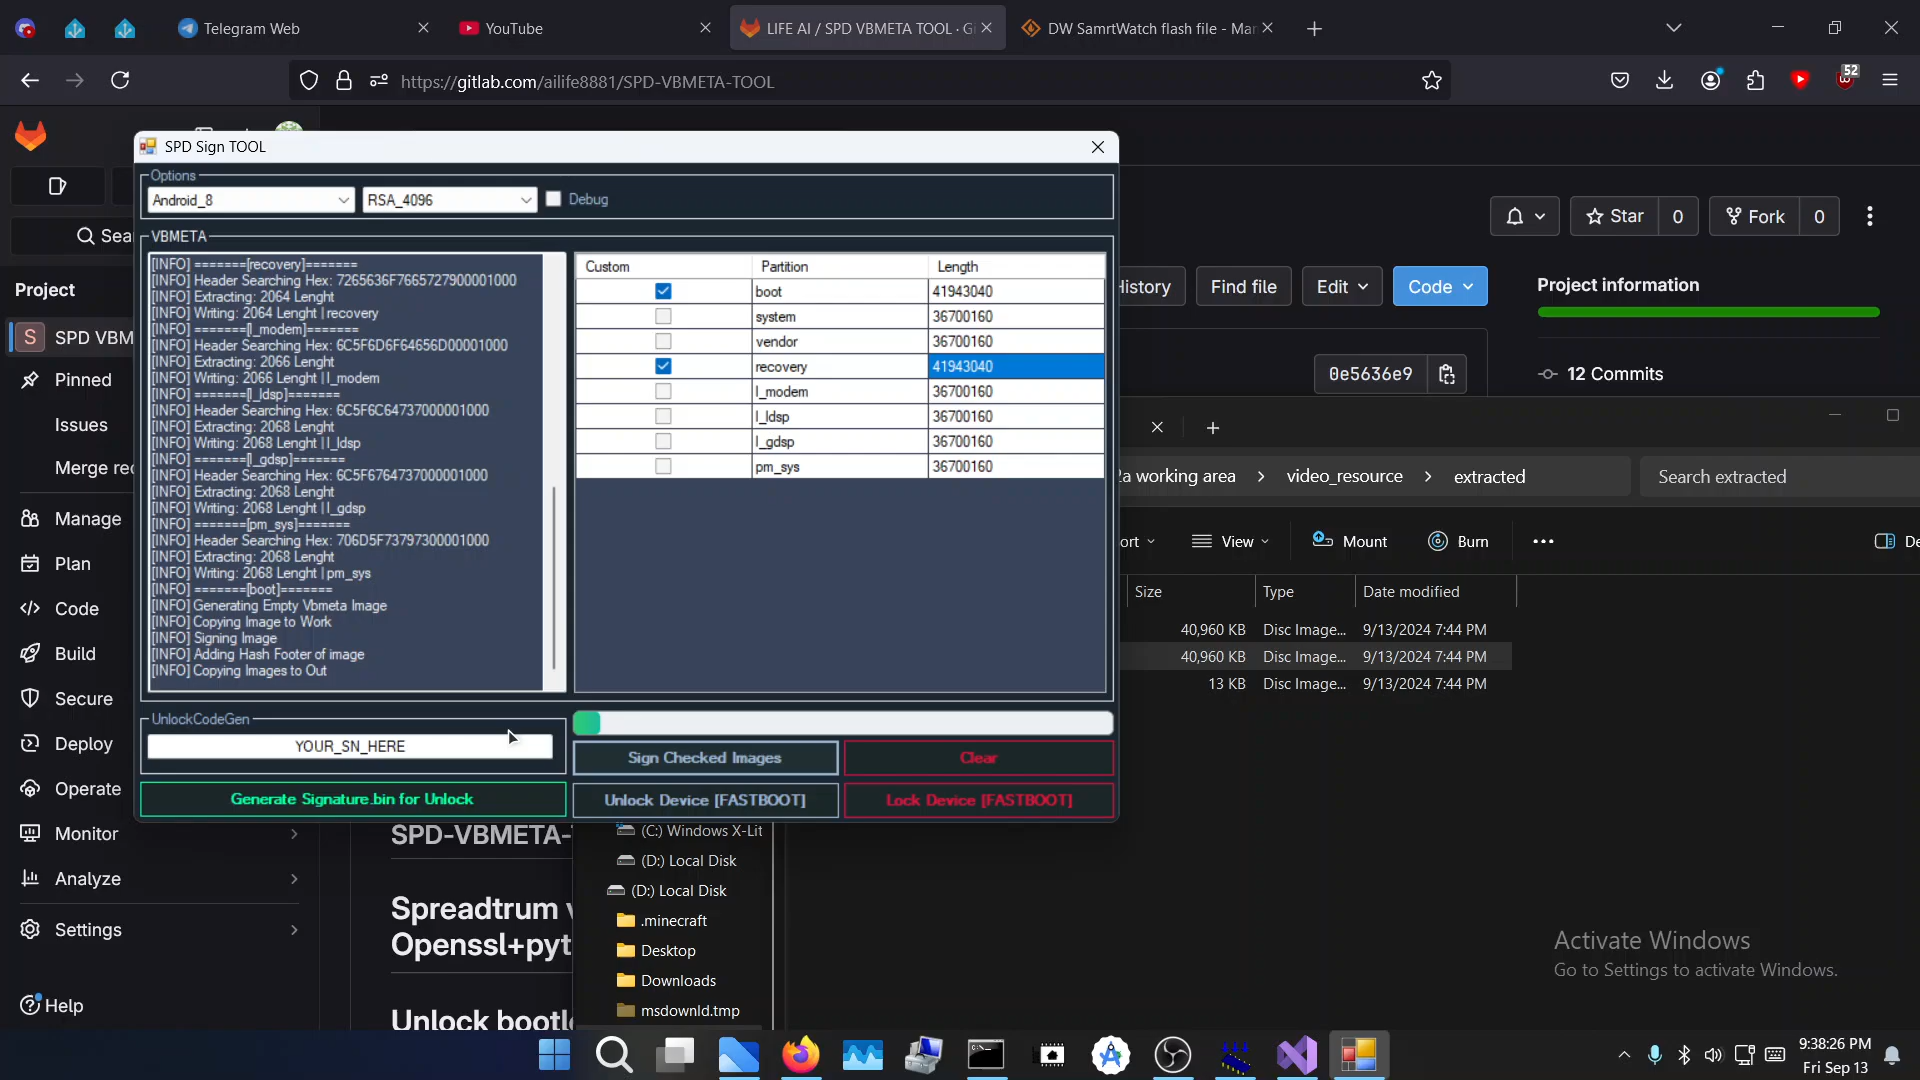 Telegram Web
YouTube
LIFE AI / SPD VBMETA TOOL · Gi
DW SamrtWatch flash file - Mar
https://gitlab.com/ailife8881/SPD-VBMETA-TOOL
52
SPD Sign TOOL
Options
Android_8
RSA_4096
Debug
VBMETA
[INFO] =======[recovery]=======
[INFO] Header Searching Hex: 7265636F7665727900001000
[INFO] Extracting: 2064 Lenght
[INFO] Writing: 2064 Lenght | recovery
[INFO] =======[l_modem]=======
[INFO] Header Searching Hex: 6C5F6D6F64656D00001000
[INFO] Extracting: 2066 Lenght
[INFO] Writing: 2066 Lenght | l_modem
[INFO] =======[l_ldsp]=======
[INFO] Header Searching Hex: 6C5F6C64737000001000
[INFO] Extracting: 2068 Lenght
[INFO] Writing: 2068 Lenght | l_ldsp
[INFO] =======[l_gdsp]=======
[INFO] Header Searching Hex: 6C5F6764737000001000
[INFO] Extracting: 2068 Lenght
[INFO] Writing: 2068 Lenght | l_gdsp
[INFO] =======[pm_sys]=======
[INFO] Header Searching Hex: 706D5F73797300001000
[INFO] Extracting: 2068 Lenght
[INFO] Writing: 2068 Lenght | pm_sys
[INFO] =======[boot]=======
[INFO] Generating Empty Vbmeta Image
[INFO] Copying Image to Work
[INFO] Signing Image
[INFO] Adding Hash Footer of image
[INFO] Copying Images to Out
Custom Partition Length
boot 41943040
system 36700160
vendor 36700160
recovery 41943040
l_modem 36700160
l_ldsp 36700160
l_gdsp 36700160
pm_sys 36700160
UnlockCodeGen
YOUR_SN_HERE
Generate Signature.bin for Unlock
Sign Checked Images
Clear
Unlock Device [FASTBOOT]
Lock Device [FASTBOOT]
Sea
Project
S SPD VBM
Pinned
Issues
Merge rec
Manage
Plan
Code
Build
Secure
Deploy
Operate
Monitor
Analyze
Settings
Help
Star 0
Fork 0
History
Find file
Edit
Code
0e5636e9
Project information
12 Commits
SPD-VBMETA-
Spreadtrum v
Openssl+pyt
Unlock bootl
2a working area
video_resource
extracted
Search extracted
ort
View
Mount
Burn
De
Size Type Date modified
40,960 KB Disc Image... 9/13/2024 7:44 PM
40,960 KB Disc Image... 9/13/2024 7:44 PM
13 KB Disc Image... 9/13/2024 7:44 PM
(C:) Windows X-Lit
(D:) Local Disk
(D:) Local Disk
.minecraft
Desktop
Downloads
msdownld.tmp
Activate Windows
Go to Settings to activate Windows.
9:38:26 PM
Fri Sep 13